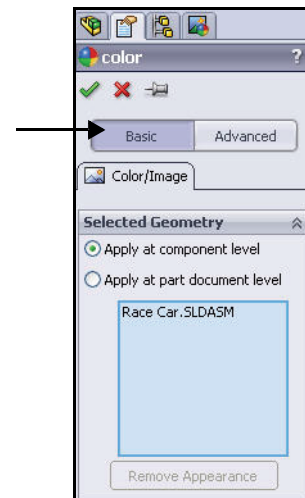 color ?
Basic Advanced
Color/Image
Selected Geometry
Apply at component level
Apply at part document level
Race Car.SLDASM
Remove Appearance